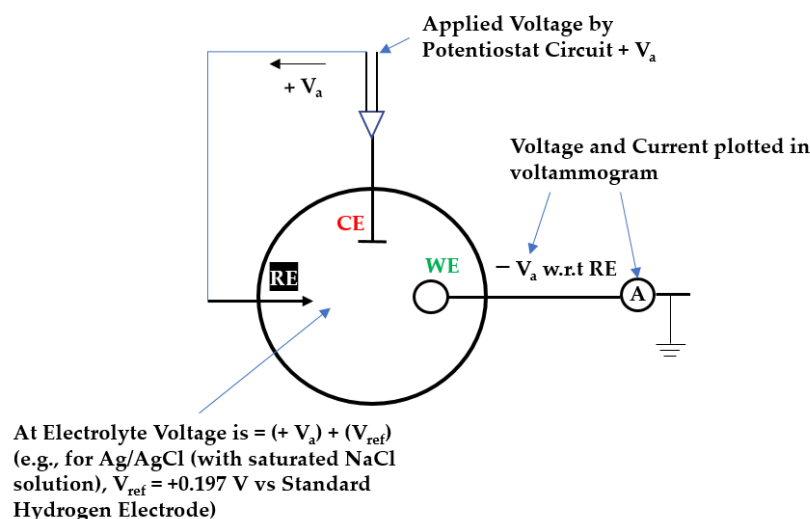 Applied Voltage by
Potentiostat Circuit + Va
+ Va
Voltage and Current plotted in
voltammogram
CE
WE
− Va w.r.t RE
RE
A
At Electrolyte Voltage is = (+ Va) + (Vref)
(e.g., for Ag/AgCl (with saturated NaCl
solution), Vref = +0.197 V vs Standard
Hydrogen Electrode)